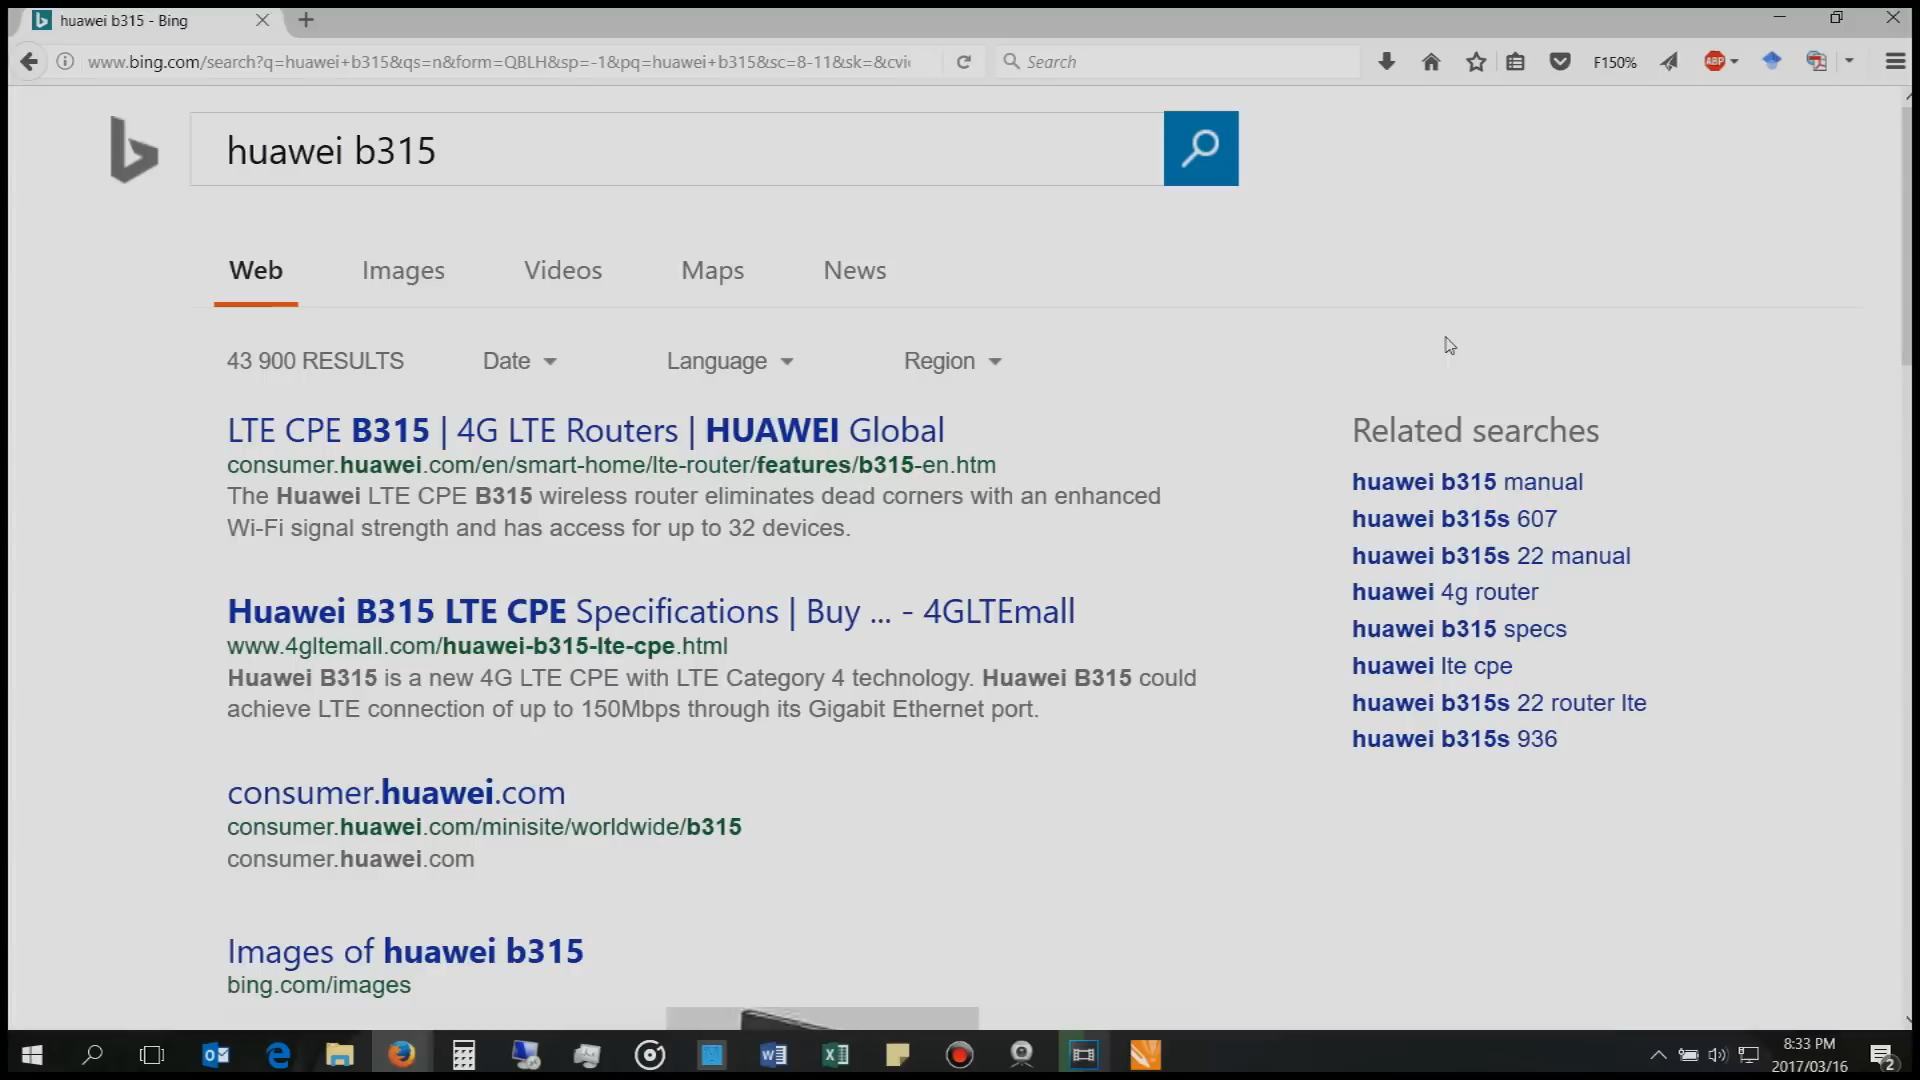 huawei b315 - Bing
www.bing.com/search?q=huawei+b315&qs=n&form=QBLH&sp=-1&pq=huawei+b315&sc=8-11&sk=&cvi
Search
F150%
ABP
huawei b315
Web
Images
Videos
Maps
News
43 900 RESULTS
Date
Language
Region
LTE CPE B315 | 4G LTE Routers | HUAWEI Global
consumer.huawei.com/en/smart-home/lte-router/features/b315-en.htm
The Huawei LTE CPE B315 wireless router eliminates dead corners with an enhanced
Wi-Fi signal strength and has access for up to 32 devices.
Huawei B315 LTE CPE Specifications | Buy ... - 4GLTEmall
www.4gltemall.com/huawei-b315-lte-cpe.html
Huawei B315 is a new 4G LTE CPE with LTE Category 4 technology. Huawei B315 could
achieve LTE connection of up to 150Mbps through its Gigabit Ethernet port.
consumer.huawei.com
consumer.huawei.com/minisite/worldwide/b315
consumer.huawei.com
Images of huawei b315
bing.com/images
Related searches
huawei b315 manual
huawei b315s 607
huawei b315s 22 manual
huawei 4g router
huawei b315 specs
huawei lte cpe
huawei b315s 22 router lte
huawei b315s 936
8:33 PM
2017/03/16
2